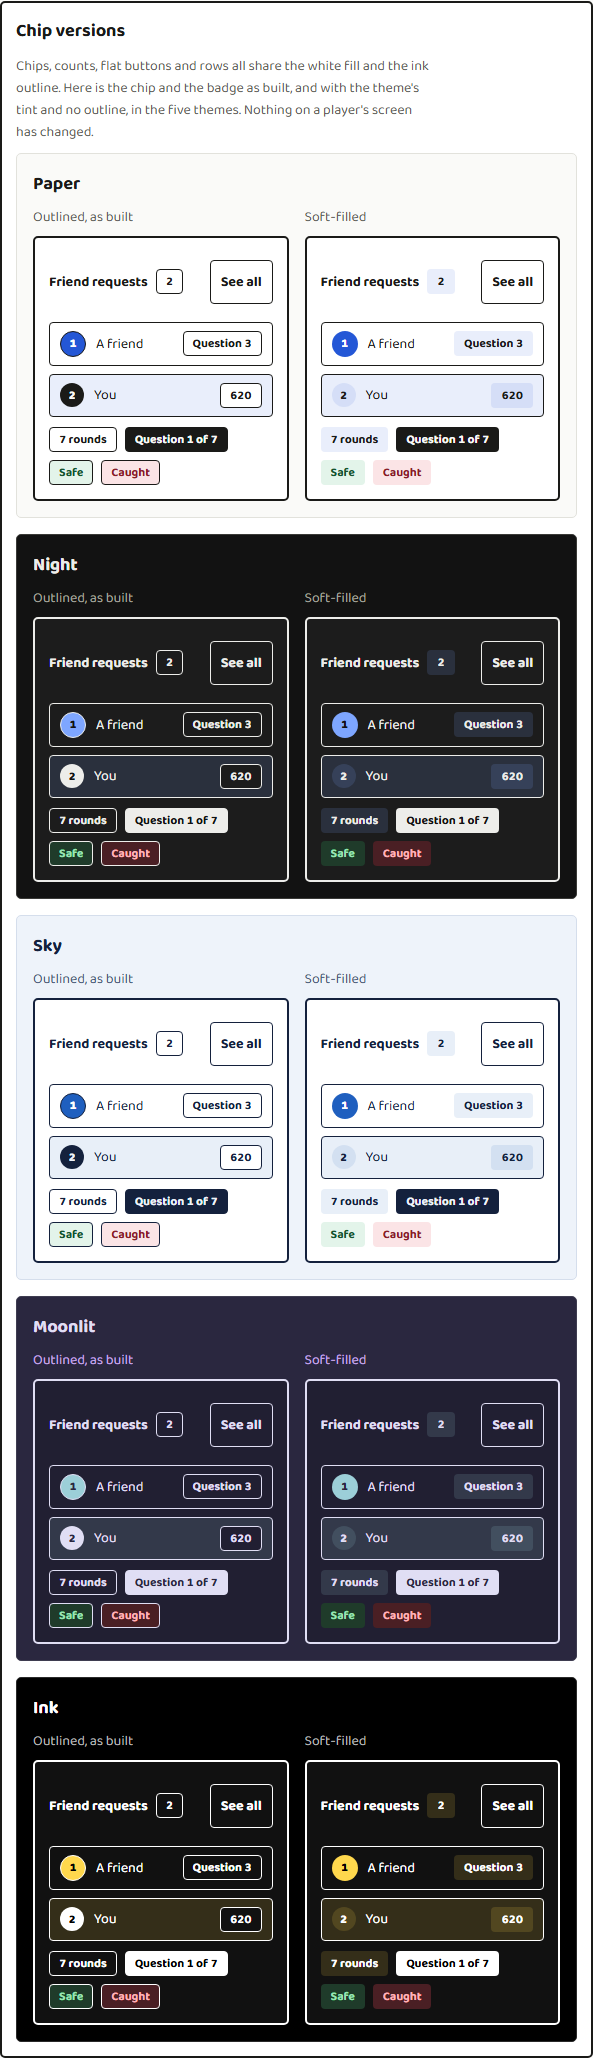 Chip versions
Chips, counts, flat buttons and rows all share the white fill and the ink
outline. Here is the chip and the badge as built, and with the theme's
tint and no outline, in the five themes. Nothing on a player's screen
has changed.
Paper
Outlined, as built
Friend requests 2 See all
1 A friend Question 3
2 You 620
7 rounds Question 1 of 7
Safe Caught
Soft-filled
Friend requests 2 See all
1 A friend Question 3
2 You 620
7 rounds Question 1 of 7
Safe Caught
Night
Outlined, as built
Friend requests 2 See all
1 A friend Question 3
2 You 620
7 rounds Question 1 of 7
Safe Caught
Soft-filled
Friend requests 2 See all
1 A friend Question 3
2 You 620
7 rounds Question 1 of 7
Safe Caught
Sky
Outlined, as built
Friend requests 2 See all
1 A friend Question 3
2 You 620
7 rounds Question 1 of 7
Safe Caught
Soft-filled
Friend requests 2 See all
1 A friend Question 3
2 You 620
7 rounds Question 1 of 7
Safe Caught
Moonlit
Outlined, as built
Friend requests 2 See all
1 A friend Question 3
2 You 620
7 rounds Question 1 of 7
Safe Caught
Soft-filled
Friend requests 2 See all
1 A friend Question 3
2 You 620
7 rounds Question 1 of 7
Safe Caught
Ink
Outlined, as built
Friend requests 2 See all
1 A friend Question 3
2 You 620
7 rounds Question 1 of 7
Safe Caught
Soft-filled
Friend requests 2 See all
1 A friend Question 3
2 You 620
7 rounds Question 1 of 7
Safe Caught